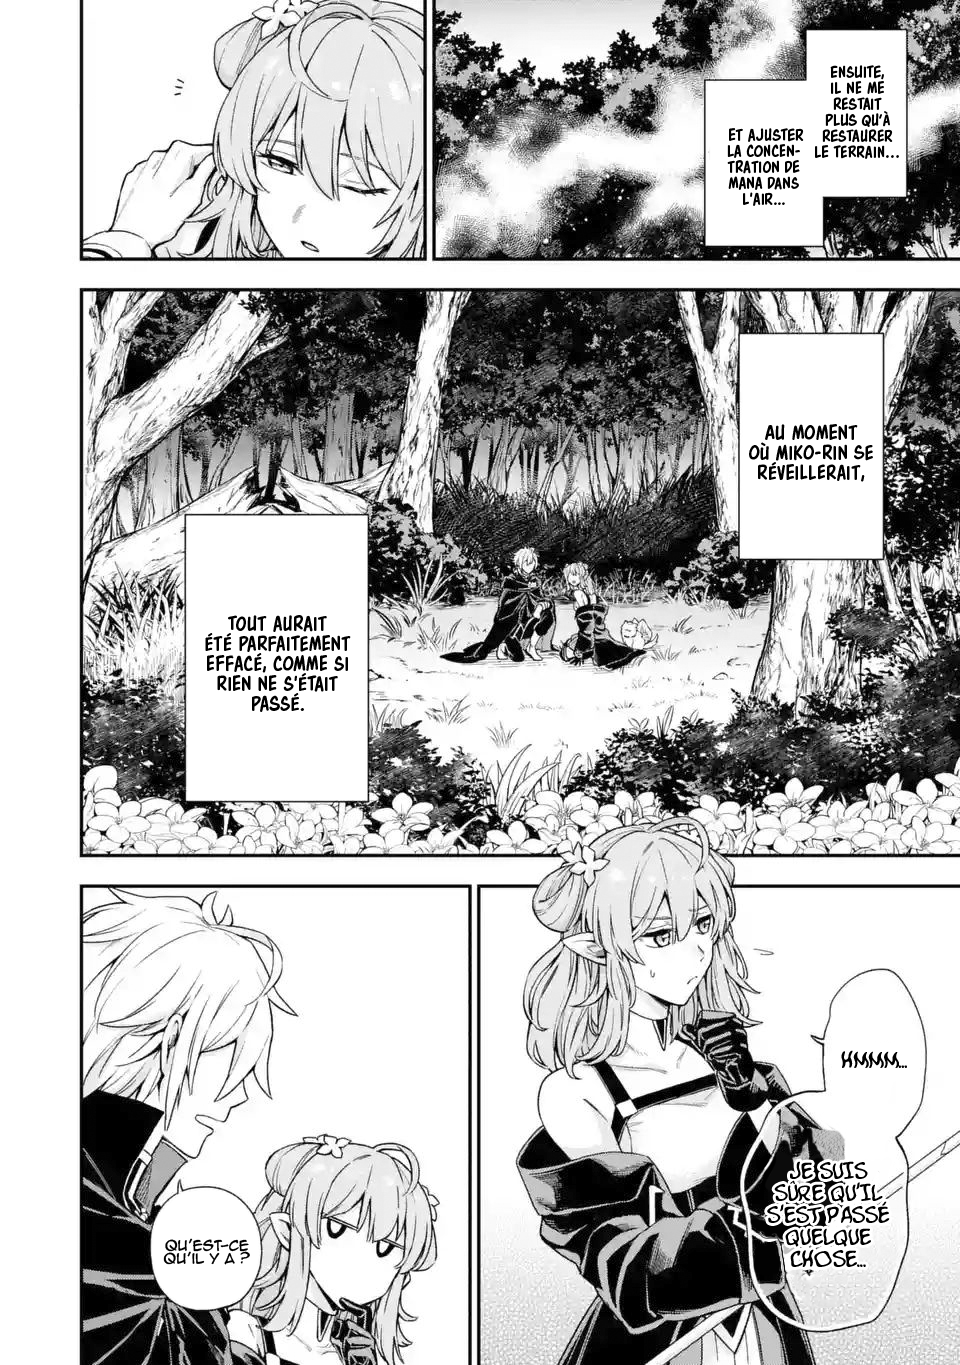 ENSUITE,
IL NE ME
RESTAIT
PLUS QU'À
RESTAURER
LE TERRAIN...
ET AJUSTER
LA CONCEN-
TRATION DE
MANA DANS
L'AIR...
AU MOMENT
OÙ MIKO-RIN SE
RÉVEILLERAIT,
TOUT AURAIT
ÉTÉ PARFAITEMENT
EFFACÉ, COMME SI
RIEN NE S'ÉTAIT
PASSÉ.
HMMM...
JE SUIS
SÛRE QU'IL
S'EST PASSÉ
QUELQUE
CHOSE...
QU'EST-CE
QU'IL Y A ?